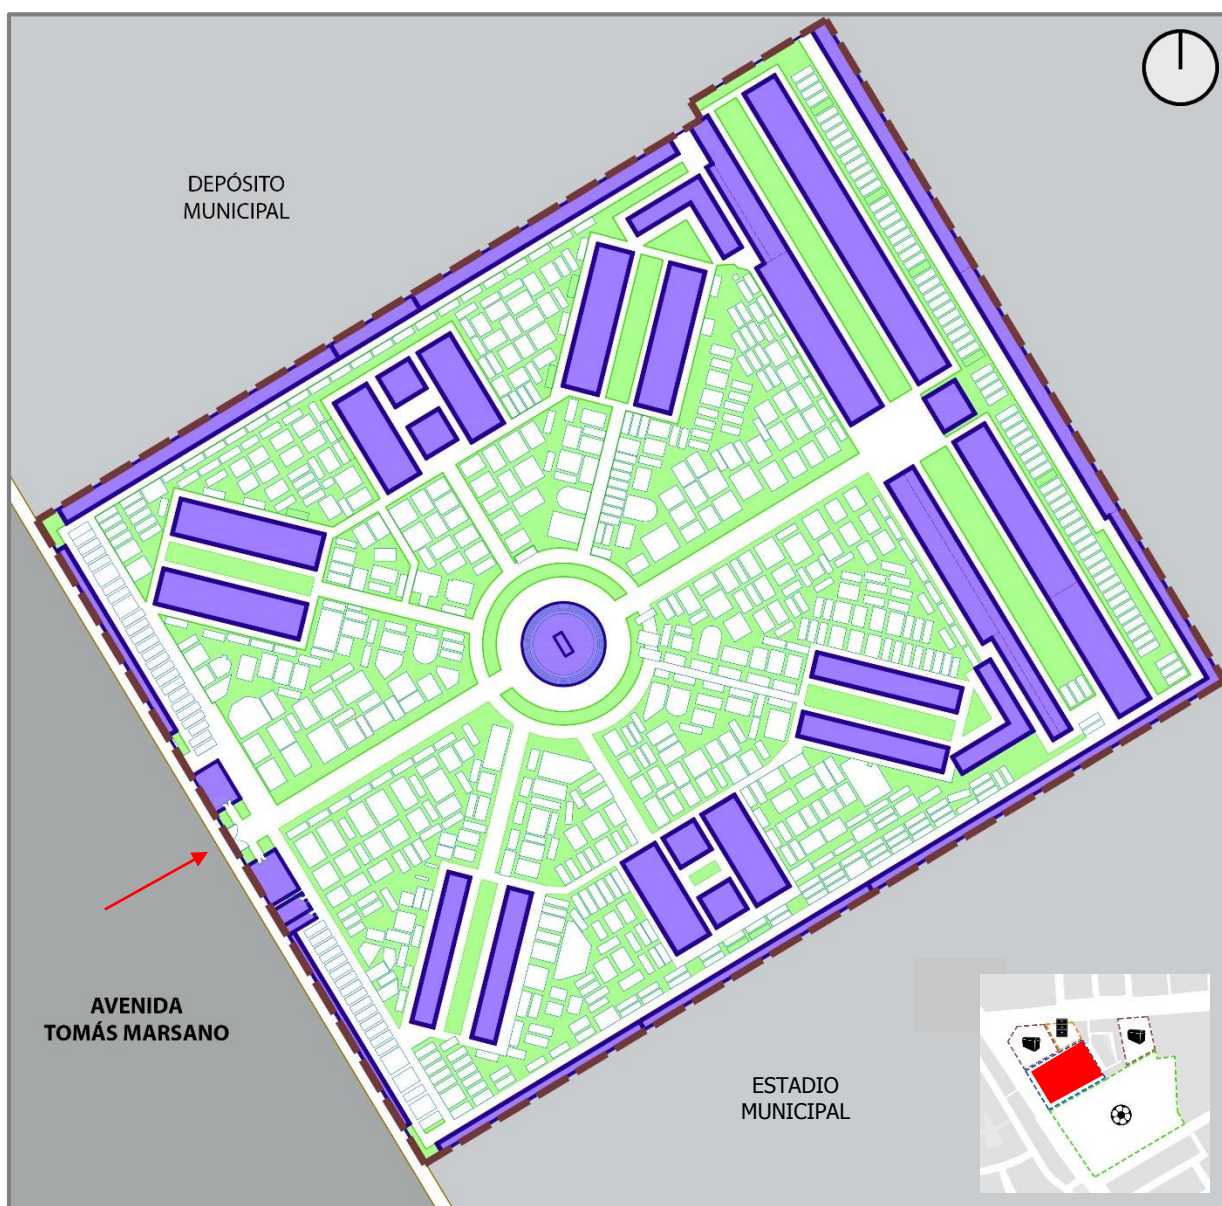 DEPÓSITO
MUNICIPAL
AVENIDA
TOMÁS MARSANO
ESTADIO
MUNICIPAL